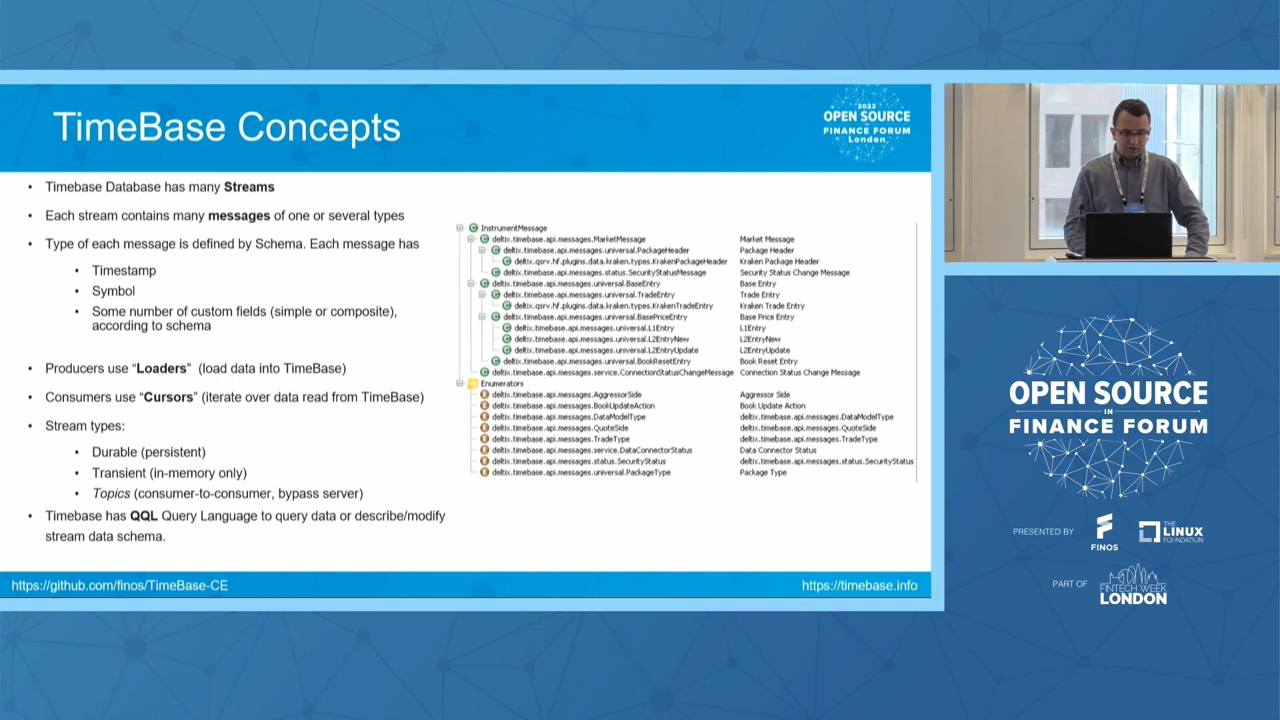 TimeBase Concepts
2022
OPEN SOURCE
IN
FINANCE FORUM
London
• Timebase Database has many Streams
• Each stream contains many messages of one or several types
• Type of each message is defined by Schema. Each message has
• Timestamp
• Symbol
• Some number of custom fields (simple or composite),
according to schema
• Producers use “Loaders” (load data into TimeBase)
• Consumers use “Cursors” (iterate over data read from TimeBase)
• Stream types:
• Durable (persistent)
• Transient (in-memory only)
• Topics (consumer-to-consumer, bypass server)
• Timebase has QQL Query Language to query data or describe/modify
stream data schema.
InstrumentMessage
deltix.timebase.api.messages.MarketMessage Market Message
deltix.timebase.api.messages.universal.PackageHeader Package Header
deltix.qsrv.hf.plugins.data.kraken.types.KrakenPackageHeader Kraken Package Header
deltix.timebase.api.messages.status.SecurityStatusMessage Security Status Change Message
deltix.timebase.api.messages.universal.BaseEntry Base Entry
deltix.timebase.api.messages.universal.TradeEntry Trade Entry
deltix.qsrv.hf.plugins.data.kraken.types.KrakenTradeEntry Kraken Trade Entry
deltix.timebase.api.messages.universal.BasePriceEntry Base Price Entry
deltix.timebase.api.messages.universal.L1Entry L1Entry
deltix.timebase.api.messages.universal.L2EntryNew L2EntryNew
deltix.timebase.api.messages.universal.L2EntryUpdate L2EntryUpdate
deltix.timebase.api.messages.universal.BookResetEntry Book Reset Entry
deltix.timebase.api.messages.service.ConnectionStatusChangeMessage Connection Status Change Message
Enumerators
deltix.timebase.api.messages.AggressorSide Aggressor Side
deltix.timebase.api.messages.BookUpdateAction Book Update Action
deltix.timebase.api.messages.DataModelType deltix.timebase.api.messages.DataModelType
deltix.timebase.api.messages.QuoteSide deltix.timebase.api.messages.QuoteSide
deltix.timebase.api.messages.TradeType deltix.timebase.api.messages.TradeType
deltix.timebase.api.messages.service.DataConnectorStatus Data Connector Status
deltix.timebase.api.messages.status.SecurityStatus deltix.timebase.api.messages.status.SecurityStatus
deltix.timebase.api.messages.universal.PackageType Package Type
https://github.com/finos/TimeBase-CE
https://timebase.info
OPEN SOURCE
IN
FINANCE FORUM
PRESENTED BY
FINOS
THE
LINUX
FOUNDATION
PART OF
FINTECH WEEK
LONDON